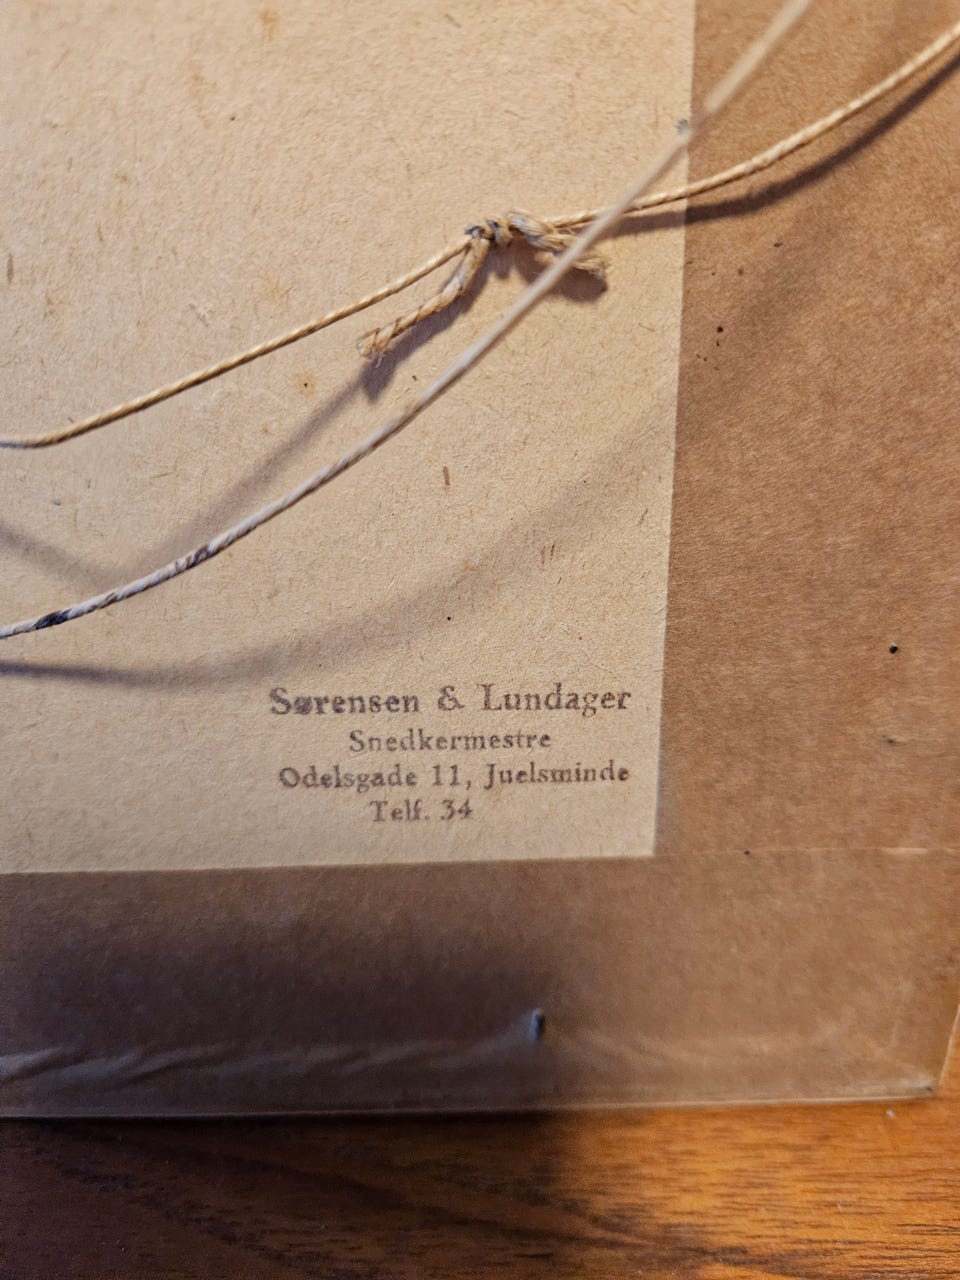 Sørensen & Lundager
Snedkermestre
Odelsgade 11, Juelsminde
Telf. 34